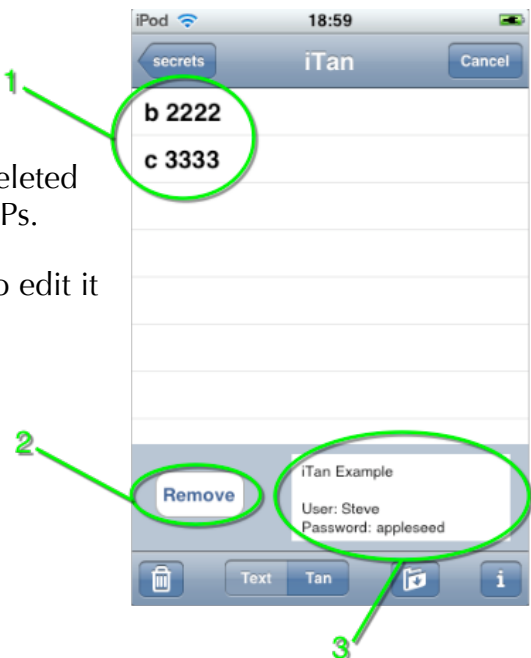 iPod 18:59
secrets iTan Cancel
1
b 2222
c 3333
eleted
Ps.
o edit it
2
Remove
iTan Example
User: Steve
Password: appleseed
Text Tan i
3